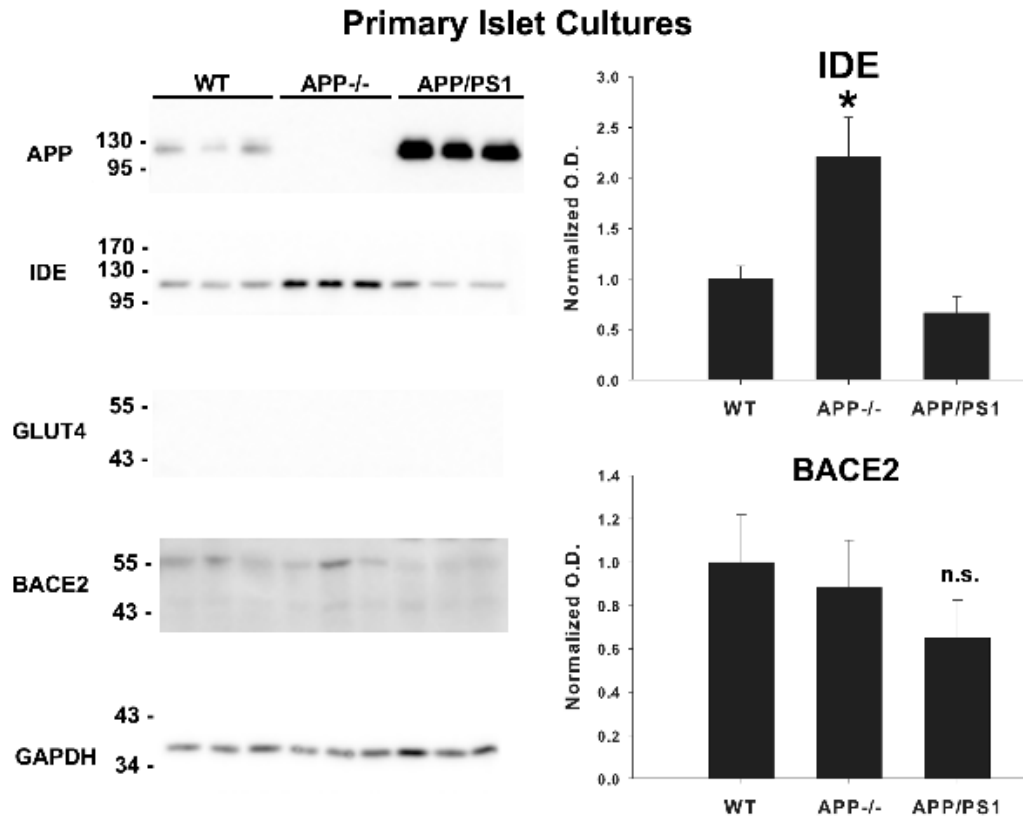 Primary Islet Cultures
WT APP-/- APP/PS1
APP
130 -
95 -
IDE
170 -
130 -
95 -
GLUT4
55 -
43 -
BACE2
55 -
43 -
GAPDH
43 -
34 -
IDE
*
Normalized O.D.
3.0
2.5
2.0
1.5
1.0
0.5
0.0
WT APP-/- APP/PS1
BACE2
n.s.
Normalized O.D.
1.4
1.2
1.0
0.8
0.6
0.4
0.2
0.0
WT APP-/- APP/PS1